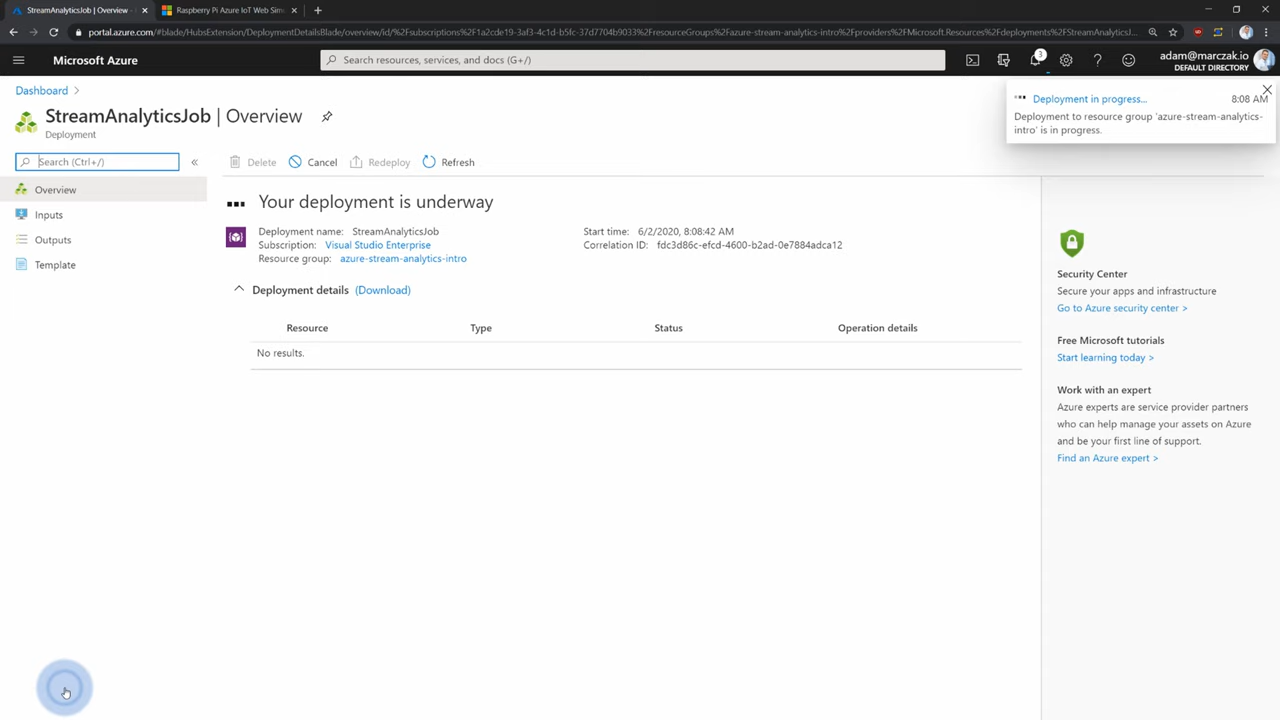 StreamAnalyticsJob | Overview -
Raspberry Pi Azure IoT Web Sim
portal.azure.com/#blade/HubsExtension/DeploymentDetailsBlade/overview/id/%2Fsubscriptions%2F1a2cde19-3af3-4c1d-b5fc-37d7704b9033%2FresourceGroups%2Fazure-stream-analytics-intro%2Fproviders%2FMicrosoft.Resources%2Fdeployments%2FStreamAnalyticsJ...
Microsoft Azure
Search resources, services, and docs (G+/)
3
adam@marczak.io
DEFAULT DIRECTORY
Dashboard >
StreamAnalyticsJob | Overview
Deployment
Deployment in progress...
8:08 AM
Deployment to resource group 'azure-stream-analytics-
intro' is in progress.
Search (Ctrl+/)
«
Delete
Cancel
Redeploy
Refresh
Overview
Inputs
Outputs
Template
Your deployment is underway
Deployment name: StreamAnalyticsJob
Subscription: Visual Studio Enterprise
Resource group: azure-stream-analytics-intro
Start time: 6/2/2020, 8:08:42 AM
Correlation ID: fdc3d86c-efcd-4600-b2ad-0e7884adca12
Deployment details (Download)
Resource Type Status Operation details
No results.
Security Center
Secure your apps and infrastructure
Go to Azure security center >
Free Microsoft tutorials
Start learning today >
Work with an expert
Azure experts are service provider partners
who can help manage your assets on Azure
and be your first line of support.
Find an Azure expert >